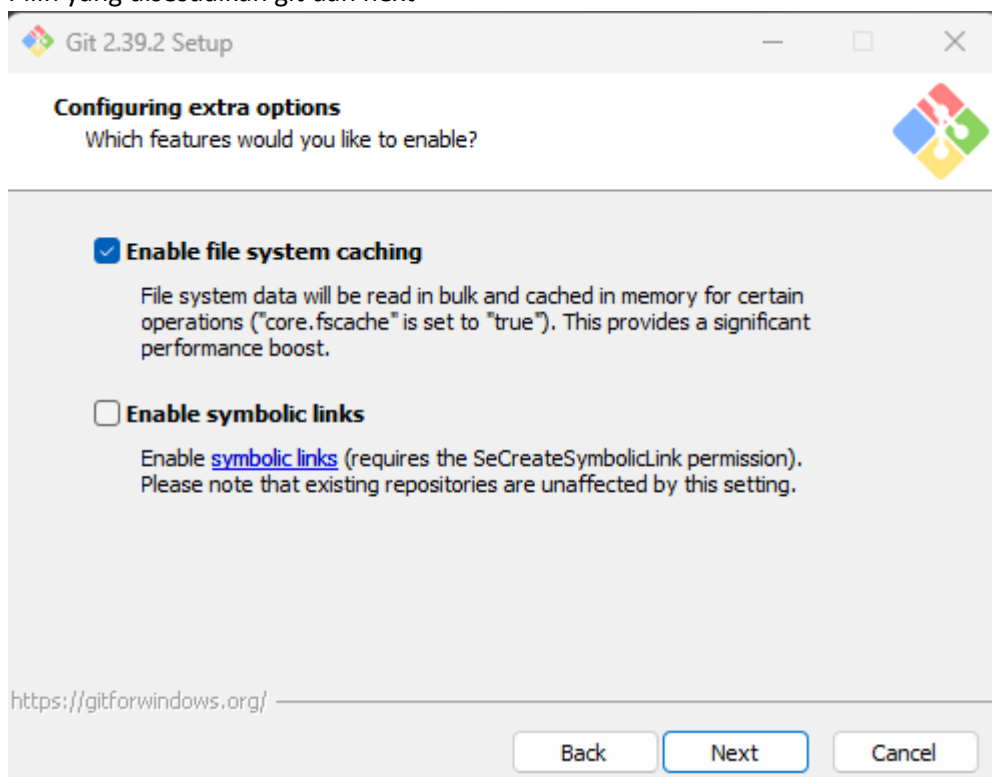 Git 2.39.2 Setup
Configuring extra options
Which features would you like to enable?
Enable file system caching
File system data will be read in bulk and cached in memory for certain
operations ("core.fscache" is set to "true"). This provides a significant
performance boost.
Enable symbolic links
Enable symbolic links (requires the SeCreateSymbolicLink permission).
Please note that existing repositories are unaffected by this setting.
https://gitforwindows.org/
Back Next Cancel